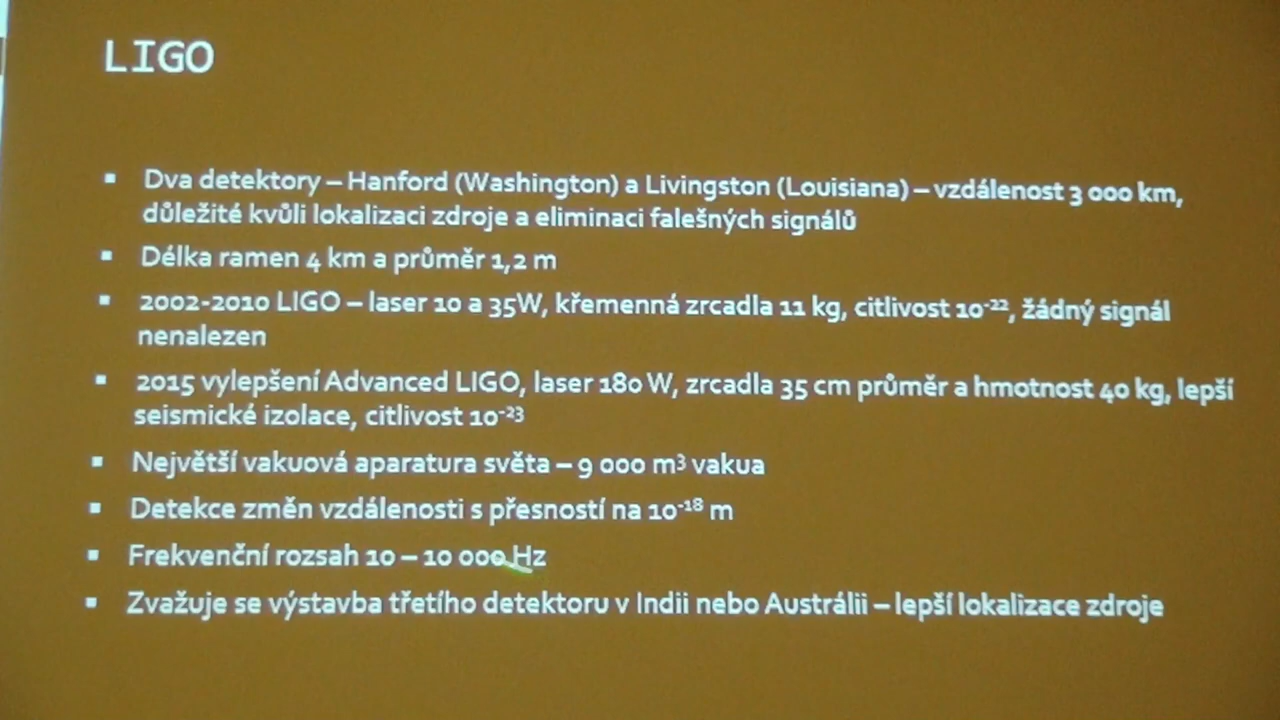 LIGO
▪ Dva detektory – Hanford (Washington) a Livingston (Louisiana) – vzdálenost 3 000 km,
důležité kvůli lokalizaci zdroje a eliminaci falešných signálů
▪ Délka ramen 4 km a průměr 1,2 m
▪ 2002-2010 LIGO – laser 10 a 35W, křemenná zrcadla 11 kg, citlivost 10⁻²², žádný signál
nenalezen
▪ 2015 vylepšení Advanced LIGO, laser 180 W, zrcadla 35 cm průměr a hmotnost 40 kg, lepší
seismické izolace, citlivost 10⁻²³
▪ Největší vakuová aparatura světa – 9 000 m³ vakua
▪ Detekce změn vzdálenosti s přesností na 10⁻¹⁸ m
▪ Frekvenční rozsah 10 – 10 000 Hz
▪ Zvažuje se výstavba třetího detektoru v Indii nebo Austrálii – lepší lokalizace zdroje